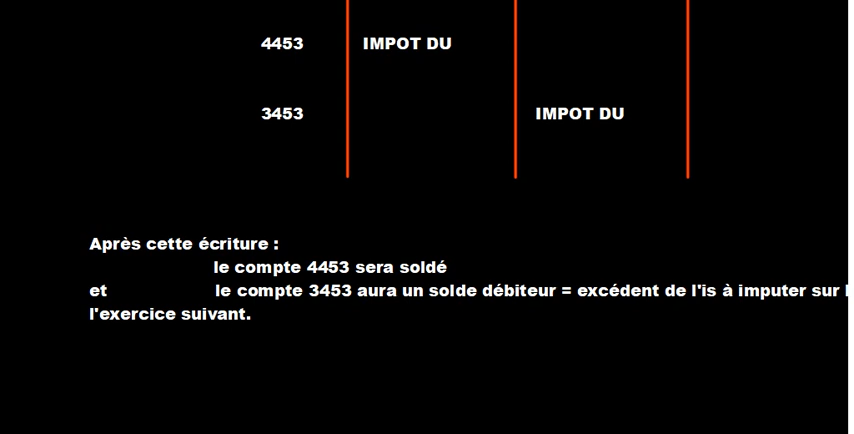 4453 IMPOT DU
3453 IMPOT DU
Après cette écriture :
le compte 4453 sera soldé
et le compte 3453 aura un solde débiteur = excédent de l'is à imputer sur
l'exercice suivant.